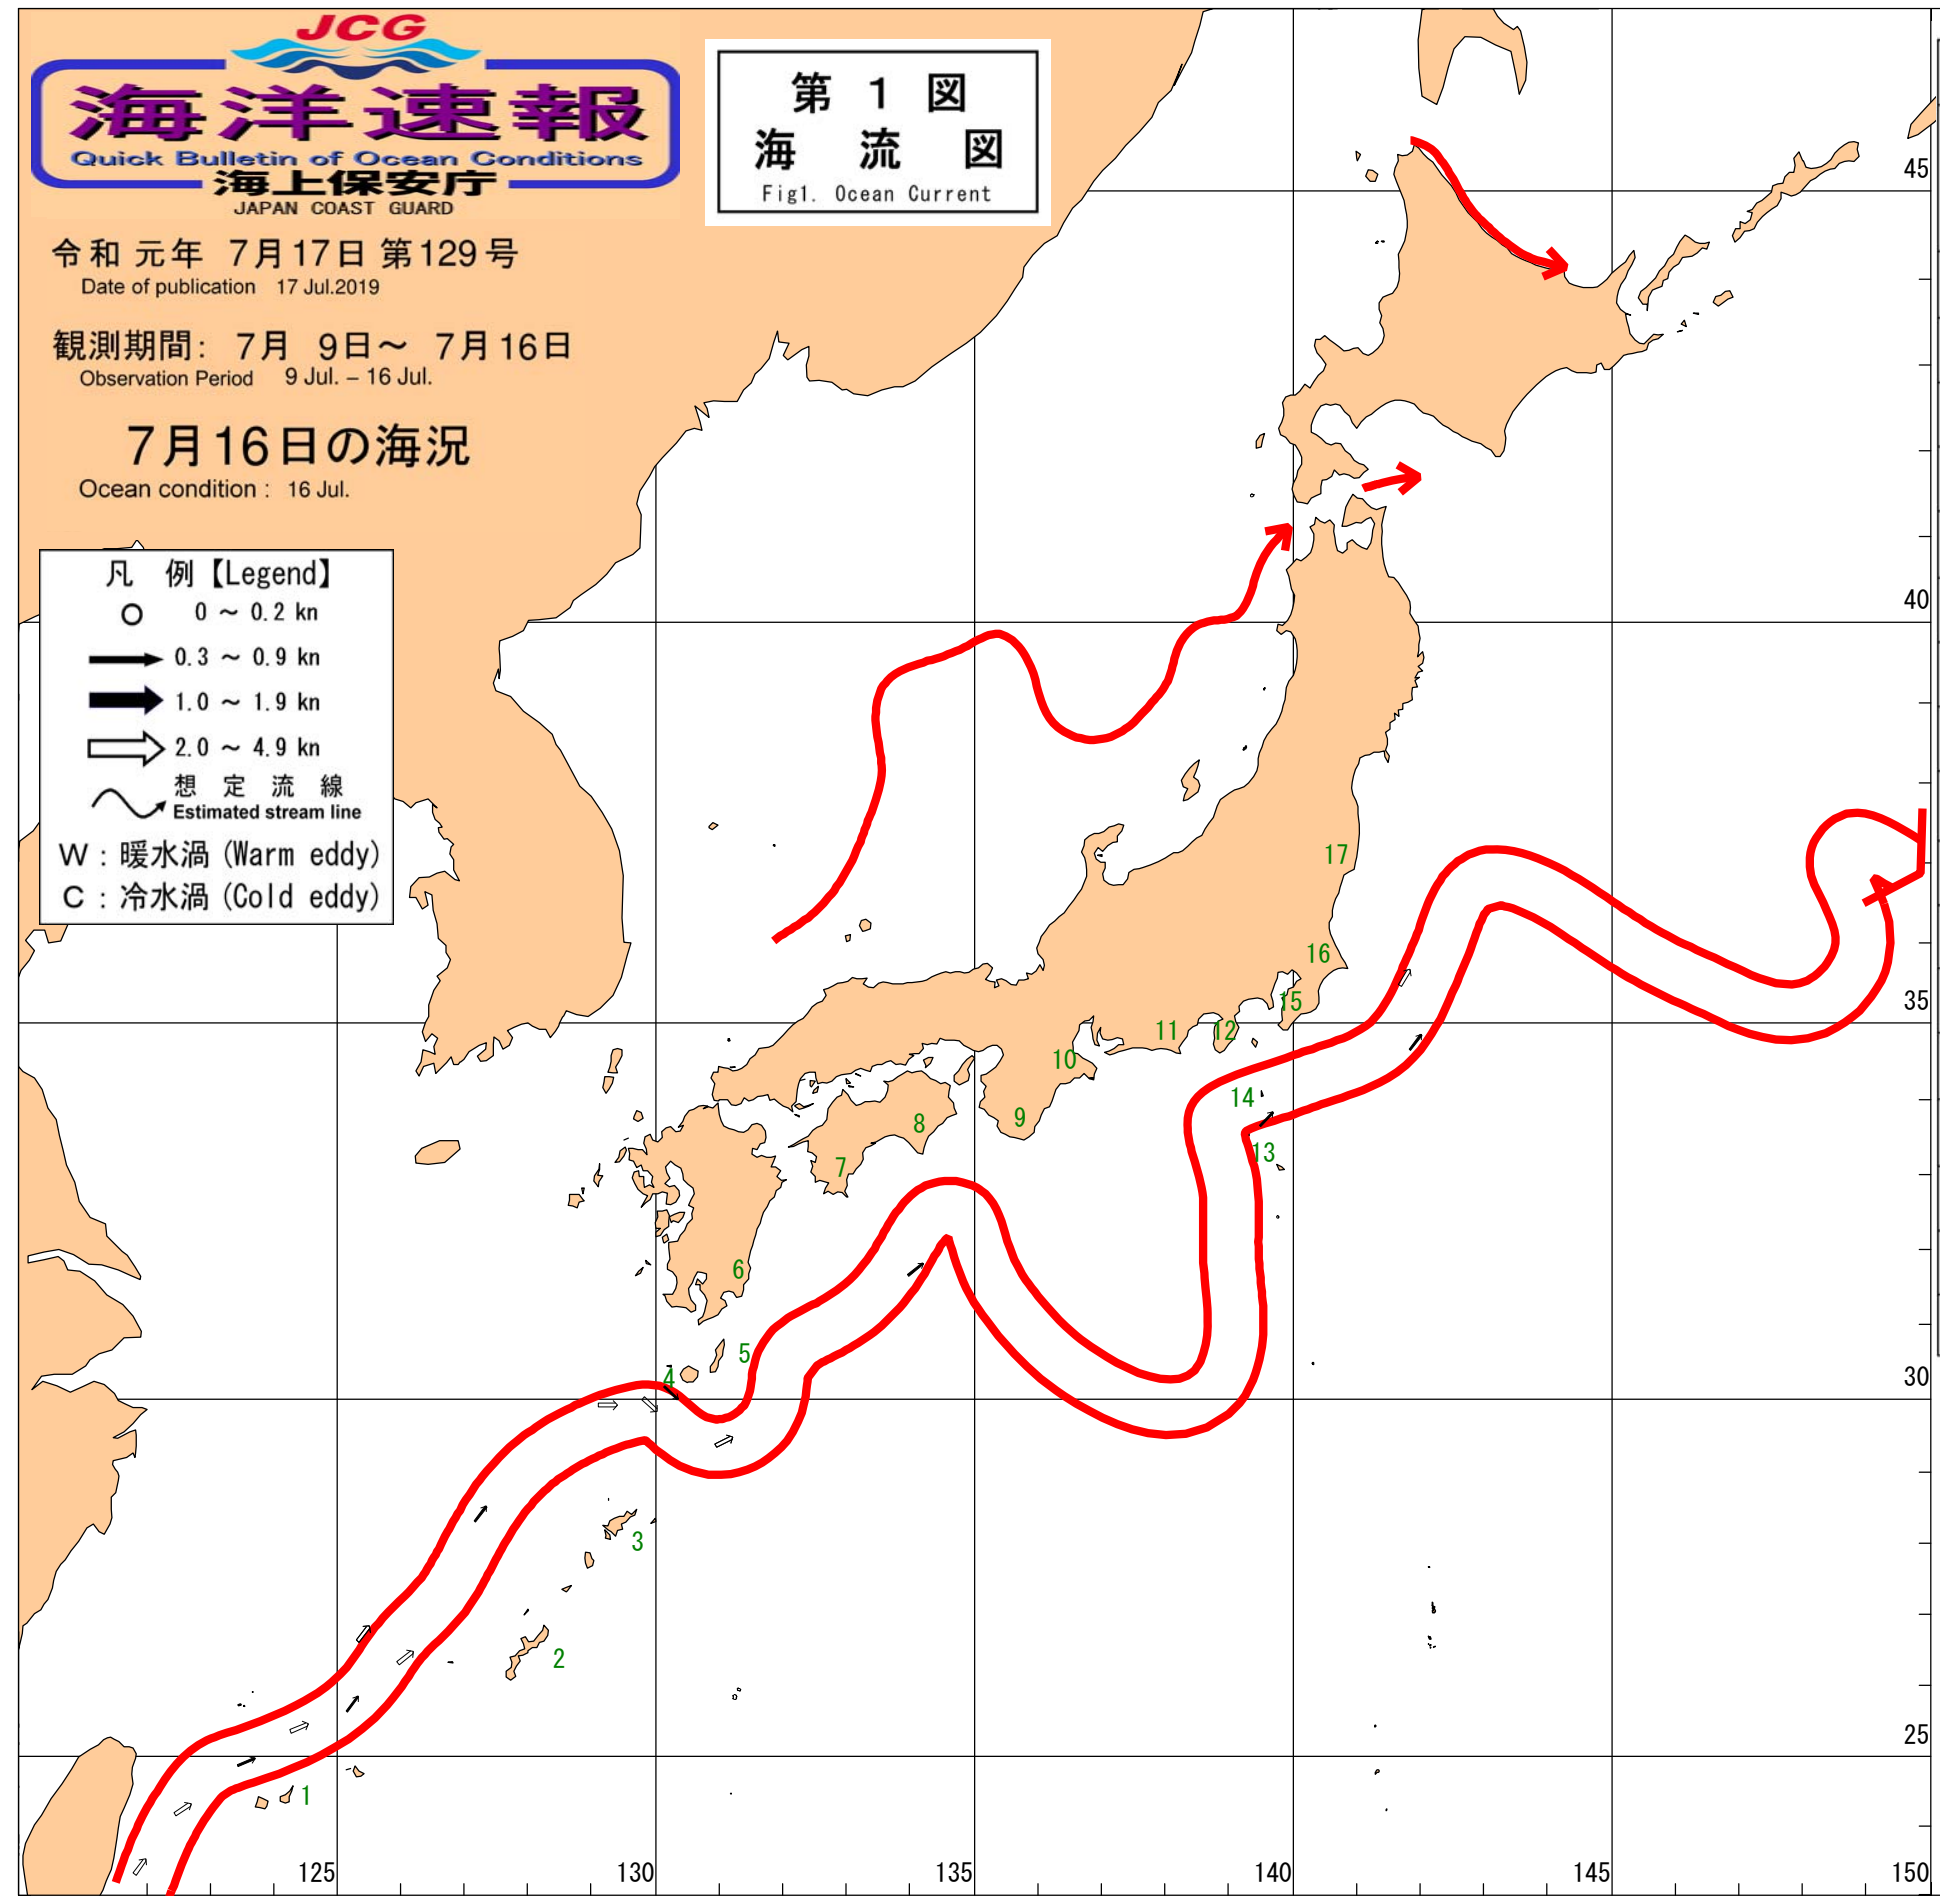 JCG
海洋速報
Quick Bulletin of Ocean Conditions
海上保安庁
JAPAN COAST GUARD
第 1 図
海 流 図
Fig1. Ocean Current
令和 元年 7月17日 第129号
Date of publication 17 Jul.2019
観測期間: 7月 9日～ 7月16日
Observation Period 9 Jul. – 16 Jul.
7月16日の海況
Ocean condition : 16 Jul.
凡 例【Legend】
0 ～ 0.2 kn
0.3 ～ 0.9 kn
1.0 ～ 1.9 kn
2.0 ～ 4.9 kn
想 定 流 線
Estimated stream line
W : 暖水渦 (Warm eddy)
C : 冷水渦 (Cold eddy)
45
40
17
16
35
15
11
12
10
14
9
8
13
7
6
5
4
30
3
2
25
1
125
130
135
140
145
150